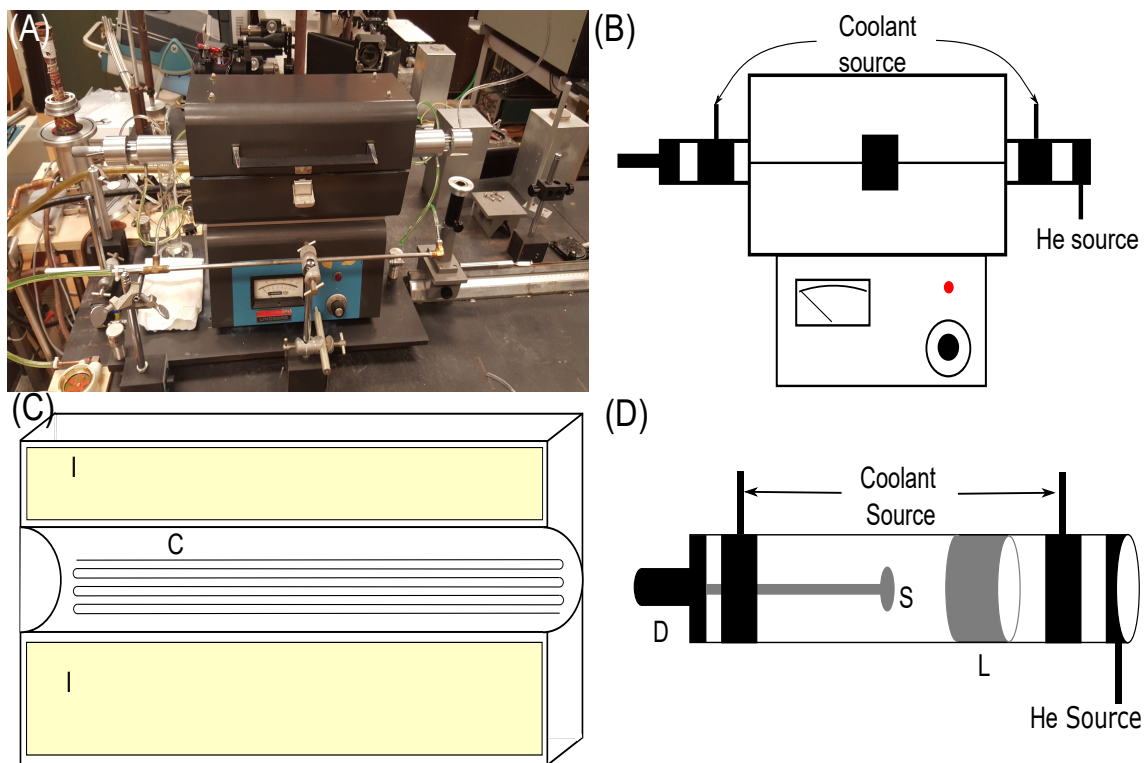 (A)
(B)
Coolant
source
He source
(C)
I
C
I
(D)
Coolant
Source
S
D
L
He Source